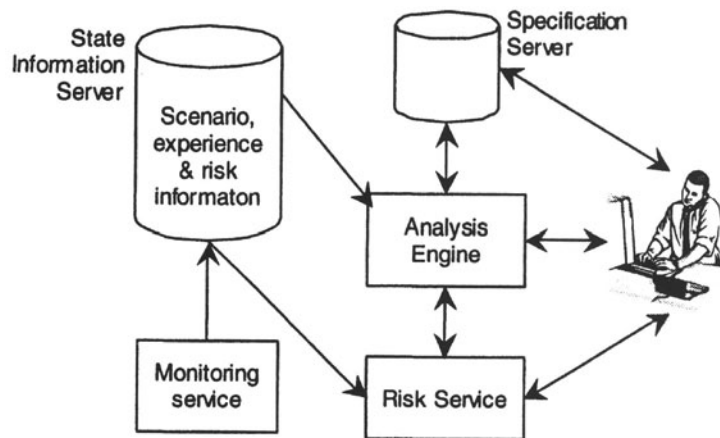 State
Information
Server
Scenario,
experience
& risk
informaton
Specification
Server
Analysis
Engine
Monitoring
service
Risk Service